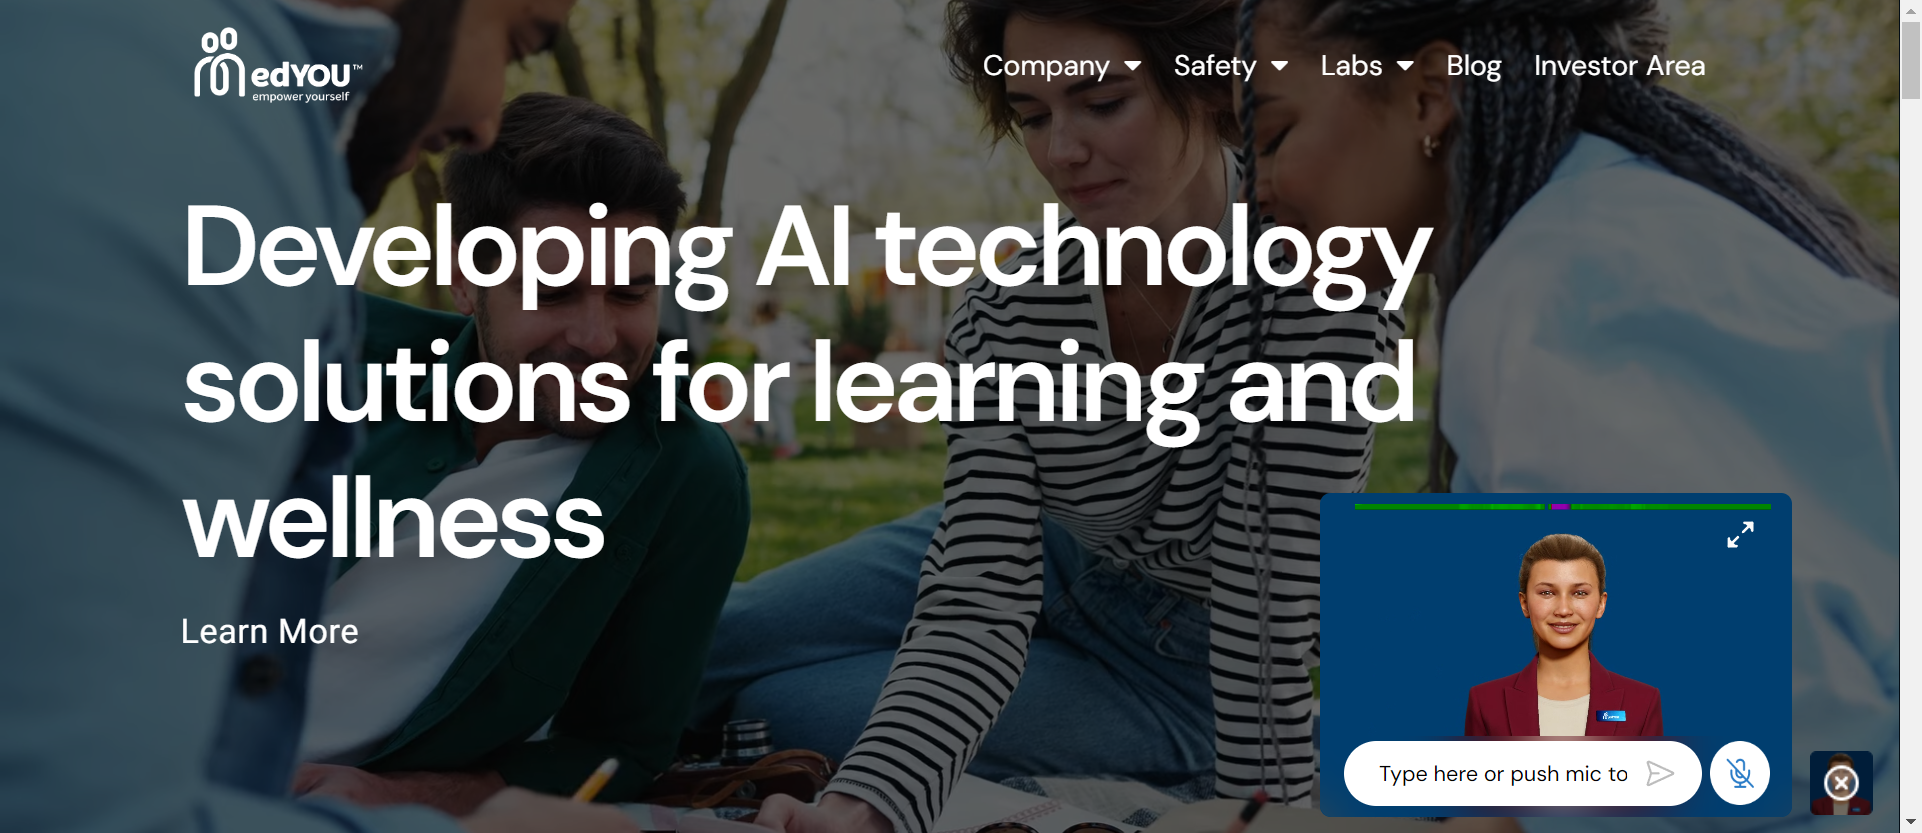 edYOU™
empower yourself
Company
Safety
Labs
Blog
Investor Area
Developing AI technology
solutions for learning and
wellness
Learn More
Type here or push mic to